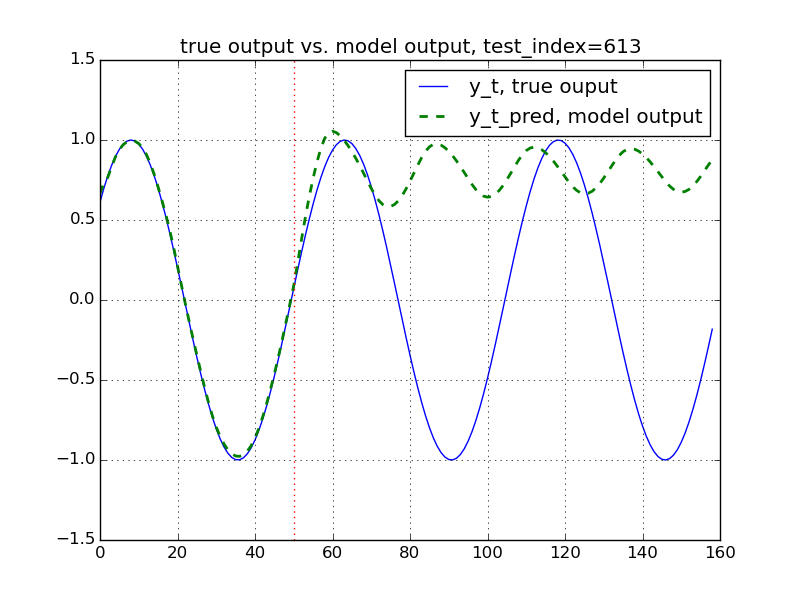 true output vs. model output, test_index=613
y_t, true ouput
y_t_pred, model output
1.5
1.0
0.5
0.0
−0.5
−1.0
−1.5
0 20 40 60 80 100 120 140 160